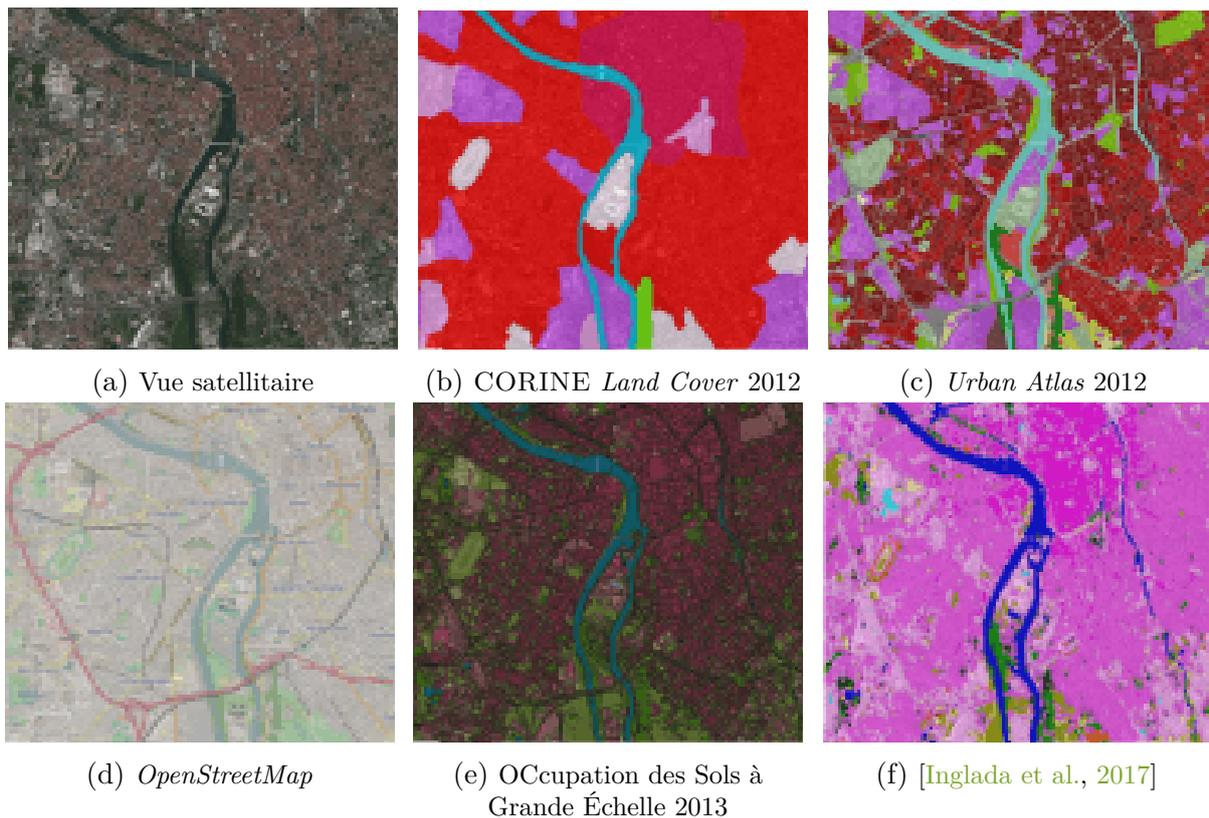 (a) Vue satellitaire
(b) CORINE Land Cover 2012
(c) Urban Atlas 2012
(d) OpenStreetMap
(e) OCcupation des Sols à
Grande Échelle 2013
(f) [Inglada et al., 2017]